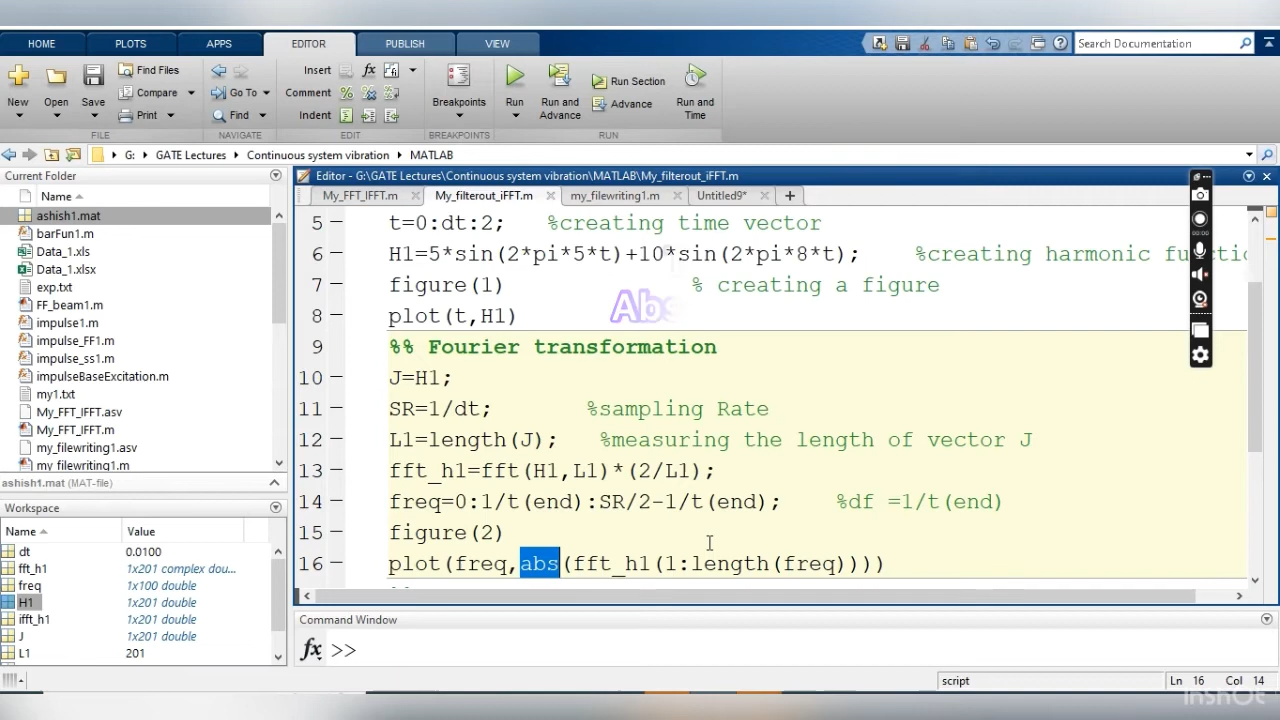 HOME PLOTS APPS EDITOR PUBLISH VIEW Search Documentation
New Open Save Find Files Compare Print Go To Find Insert fx Comment Indent Breakpoints Run Run and Advance Run Section Advance Run and Time
FILE NAVIGATE EDIT BREAKPOINTS RUN
G: GATE Lectures Continuous system vibration MATLAB
Current Folder
Name
ashish1.mat
barFun1.m
Data_1.xls
Data_1.xlsx
exp.txt
FF_beam1.m
impulse1.m
impulse_FF1.m
impulse_ss1.m
impulseBaseExcitation.m
my1.txt
My_FFT_IFFT.asv
My_FFT_IFFT.m
my_filewriting1.asv
my_filewriting1.m
ashish1.mat (MAT-file)
Workspace
Name Value
dt 0.0100
fft_h1 1x201 complex dou...
freq 1x100 double
H1 1x201 double
ifft_h1 1x201 double
J 1x201 double
L1 201
Editor - G:\GATE Lectures\Continuous system vibration\MATLAB\My_filterout_iFFT.m
My_FFT_IFFT.m My_filterout_iFFT.m my_filewriting1.m Untitled9*
5 t=0:dt:2; %creating time vector
6 H1=5*sin(2*pi*5*t)+10*sin(2*pi*8*t); %creating harmonic functio
7 figure(1) % creating a figure
8 plot(t,H1)
Abs
9 %% Fourier transformation
10 J=H1;
11 SR=1/dt; %sampling Rate
12 L1=length(J); %measuring the length of vector J
13 fft_h1=fft(H1,L1)*(2/L1);
14 freq=0:1/t(end):SR/2-1/t(end); %df =1/t(end)
15 figure(2)
16 plot(freq,abs(fft_h1(1:length(freq))))
%%
00:00
Command Window
fx >>
script Ln 16 Col 14
InShOt